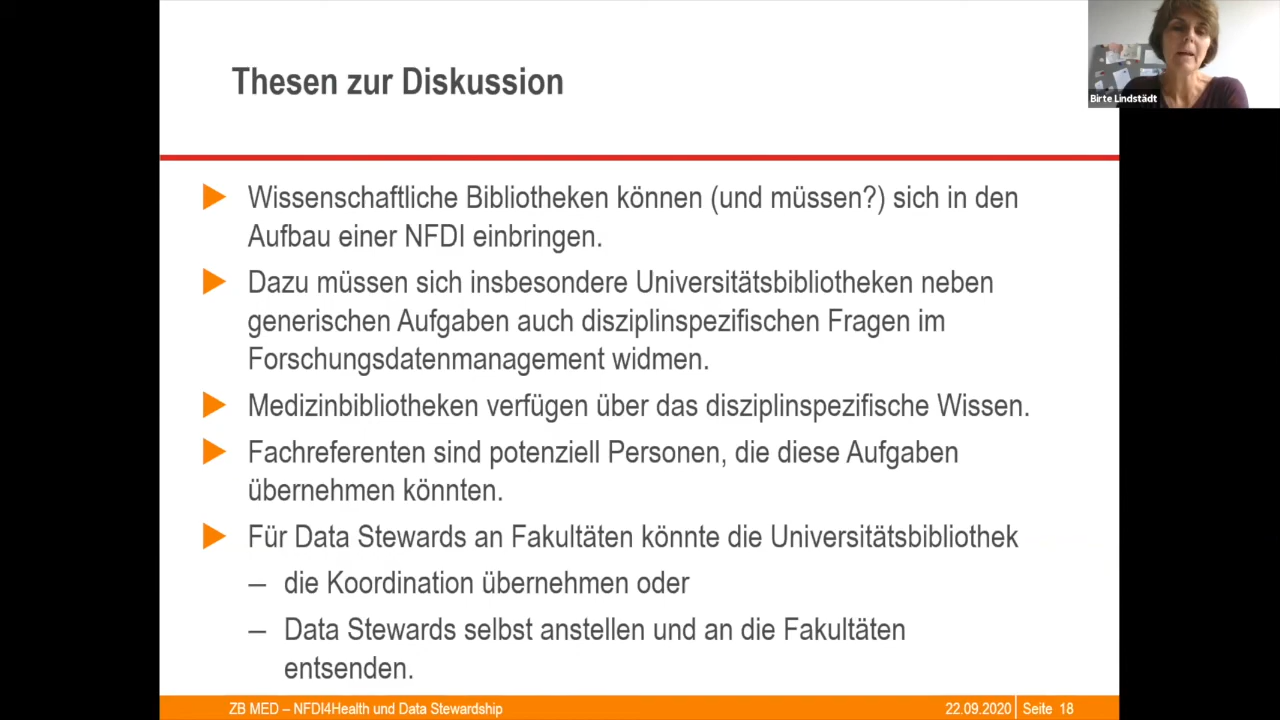 Thesen zur Diskussion
Birte Lindstädt
Wissenschaftliche Bibliotheken können (und müssen?) sich in den
Aufbau einer NFDI einbringen.
Dazu müssen sich insbesondere Universitätsbibliotheken neben
generischen Aufgaben auch disziplinspezifischen Fragen im
Forschungsdatenmanagement widmen.
Medizinbibliotheken verfügen über das disziplinspezifische Wissen.
Fachreferenten sind potenziell Personen, die diese Aufgaben
übernehmen könnten.
Für Data Stewards an Fakultäten könnte die Universitätsbibliothek
– die Koordination übernehmen oder
– Data Stewards selbst anstellen und an die Fakultäten
entsenden.
ZB MED – NFDI4Health und Data Stewardship
22.09.2020 Seite 18